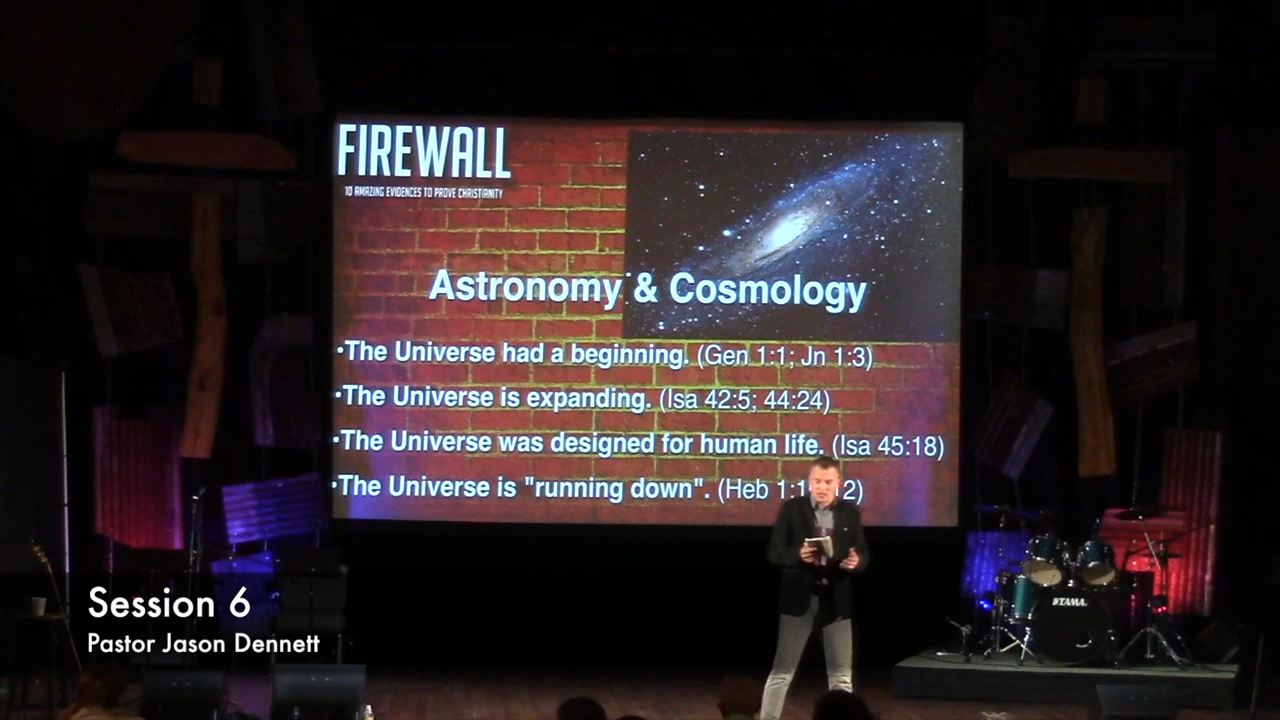 FIREWALL
10 AMAZING EVIDENCES TO PROVE CHRISTIANITY
Astronomy & Cosmology
•The Universe had a beginning. (Gen 1:1; Jn 1:3)
•The Universe is expanding. (Isa 42:5; 44:24)
•The Universe was designed for human life. (Isa 45:18)
•The Universe is "running down". (Heb 1:1 2)
Session 6
Pastor Jason Dennett
TAMA